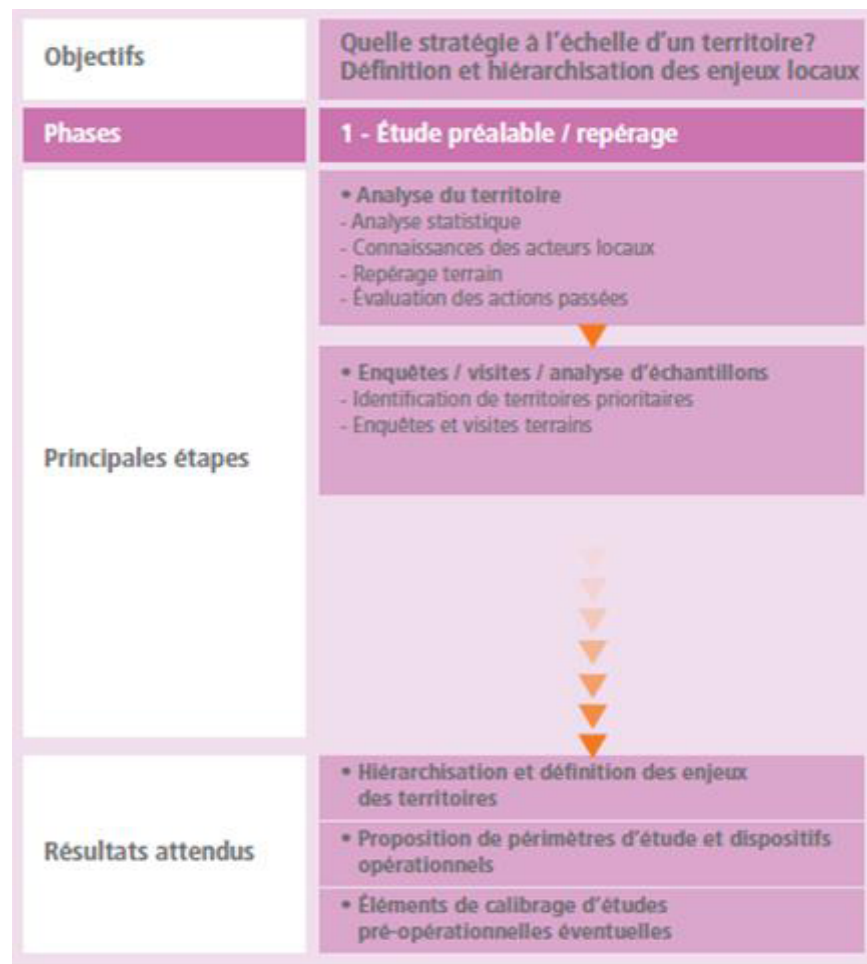 Objectifs
Quelle stratégie à l'échelle d'un territoire?
Définition et hiérarchisation des enjeux locaux
Phases
1 - Étude préalable / repérage
Principales étapes
• Analyse du territoire
- Analyse statistique
- Connaissances des acteurs locaux
- Repérage terrain
- Évaluation des actions passées
• Enquêtes / visites / analyse d'échantillons
- Identification de territoires prioritaires
- Enquêtes et visites terrains
Résultats attendus
• Hiérarchisation et définition des enjeux
des territoires
• Proposition de périmètres d'étude et dispositifs
opérationnels
• Éléments de calibrage d'études
pré-opérationnelles éventuelles